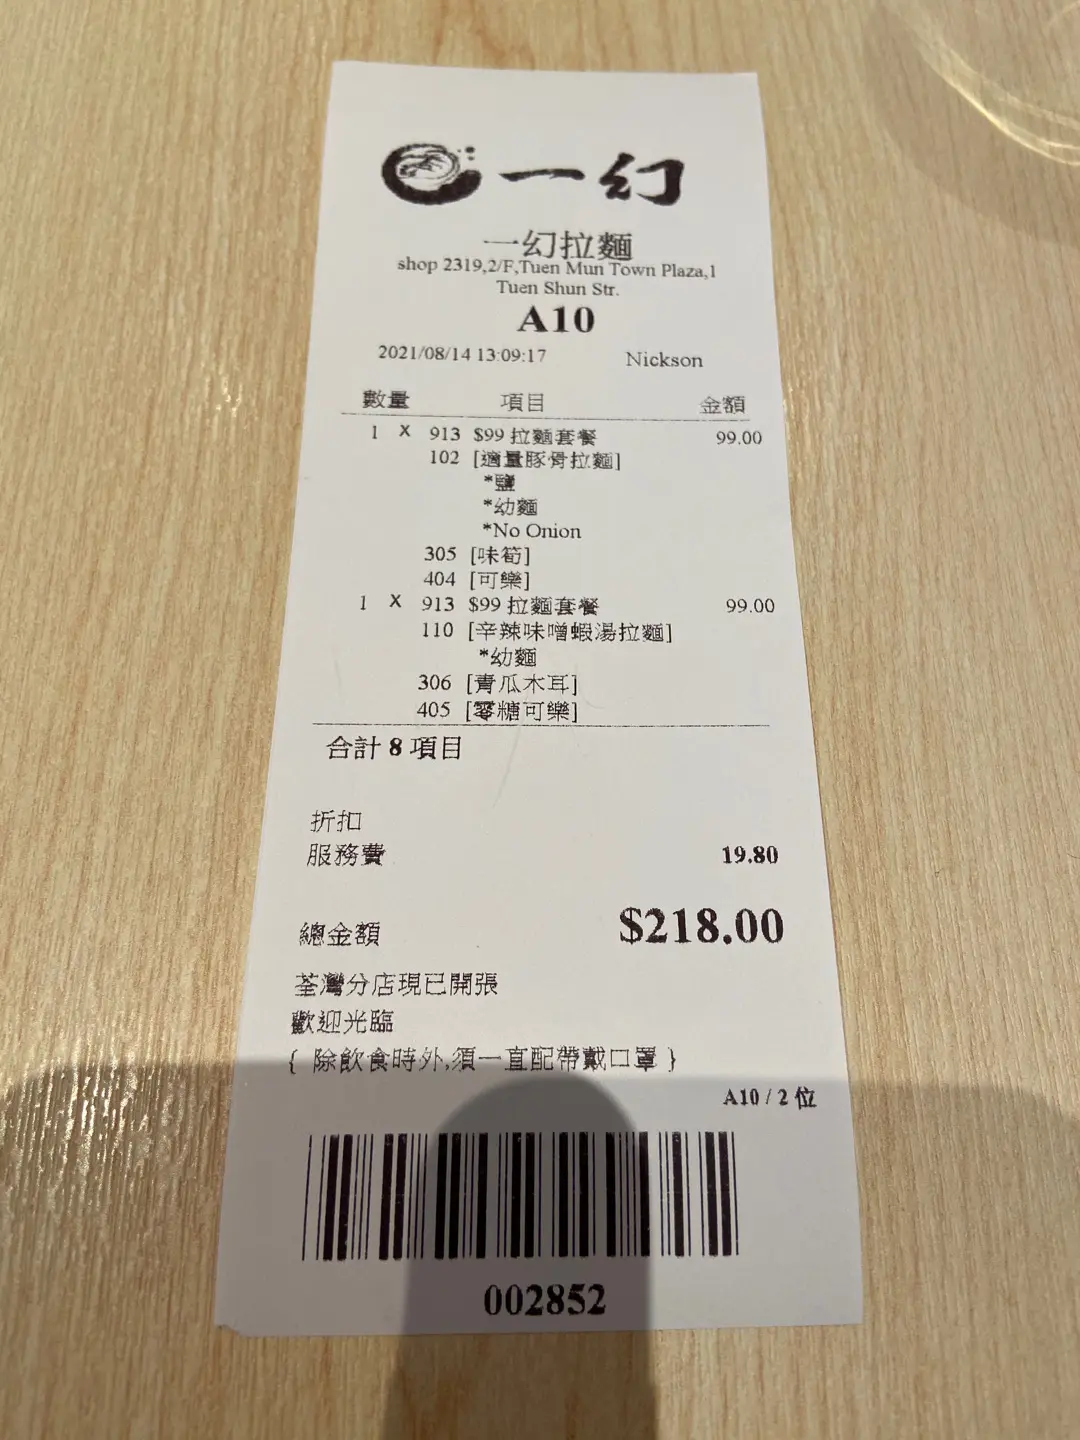 一幻
一幻拉麵
shop 2319,2/F,Tuen Mun Town Plaza,1
Tuen Shun Str.
A10
2021/08/14 13:09:17 Nickson
數量 項目 金額
1 X 913 $99 拉麵套餐 99.00
102 [適量豚骨拉麵]
*鹽
*幼麵
*No Onion
305 [味筍]
404 [可樂]
1 X 913 $99 拉麵套餐 99.00
110 [辛辣味噌蝦湯拉麵]
*幼麵
306 [青瓜木耳]
405 [零糖可樂]
合計 8 項目
折扣
服務費 19.80
總金額 $218.00
荃灣分店現已開張
歡迎光臨
{ 除飲食時外,須一直配帶戴口罩 }
A10 / 2 位
002852